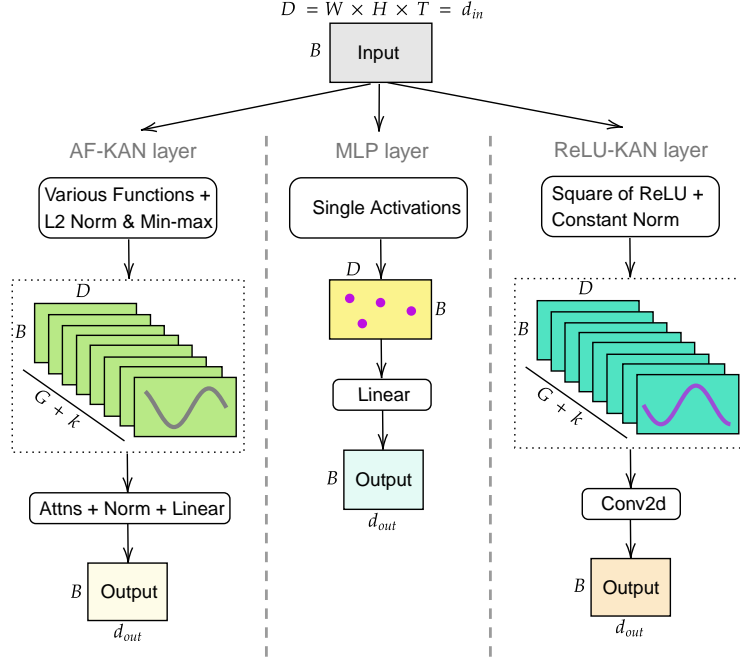 D = W × H × T = d_in
B
Input
AF-KAN layer
MLP layer
ReLU-KAN layer
Various Functions +
L2 Norm & Min-max
Single Activations
Square of ReLU +
Constant Norm
D
B
G + k
D
B
D
B
G + k
Linear
Attns + Norm + Linear
B
Output
d_out
Conv2d
B
Output
d_out
B
Output
d_out